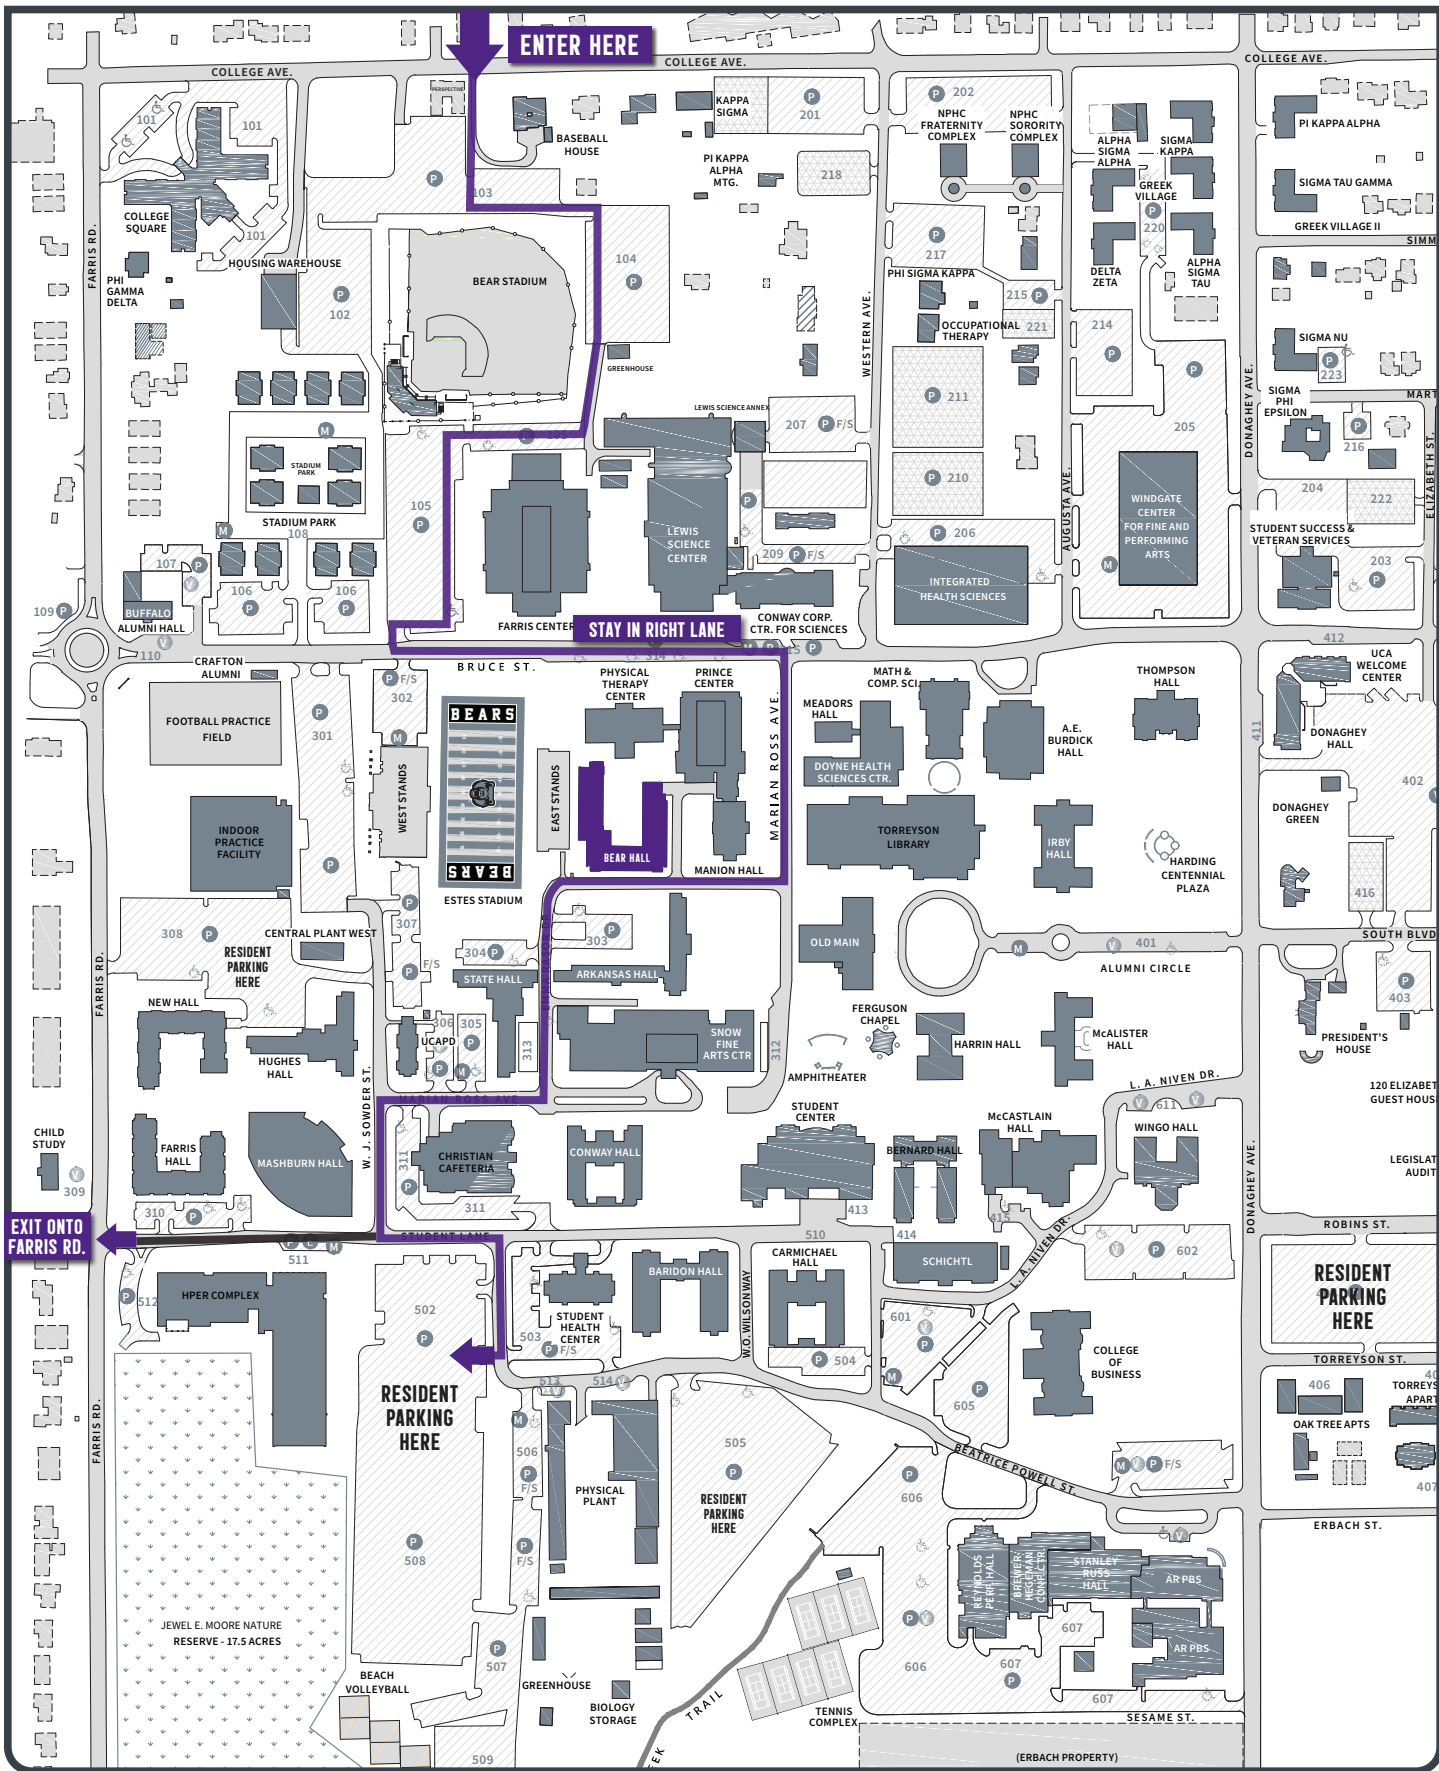 ENTER HERE
COLLEGE AVE.
COLLEGE AVE.
COLLEGE AVE.
PERSPECTIVE
101
101
101
COLLEGE
SQUARE
BASEBALL
HOUSE
KAPPA
SIGMA
P
201
P 202
NPHC
FRATERNITY
COMPLEX
NPHC
SORORITY
COMPLEX
ALPHA
SIGMA
ALPHA
SIGMA
KAPPA
PI KAPPA ALPHA
P
103
PI KAPPA
ALPHA
MTG.
218
GREEK
VILLAGE
P
220
SIGMA TAU GAMMA
GREEK VILLAGE II
SIMM
FARRIS RD.
HOUSING WAREHOUSE
PHI
GAMMA
DELTA
P
102
BEAR STADIUM
104
P
P
217
PHI SIGMA KAPPA
215 P
221
OCCUPATIONAL
THERAPY
DELTA
ZETA
ALPHA
SIGMA
TAU
214
P
P
205
SIGMA NU
P
223
WESTERN AVE.
GREENHOUSE
P 211
SIGMA
PHI
EPSILON
MART
P
216
DONAGHEY AVE.
ELIZABETH ST.
LEWIS SCIENCE ANNEX
207 P F/S
103
M
STADIUM
PARK
STADIUM PARK
108
M
105
P
LEWIS
SCIENCE
CENTER
P
P 210
AUGUSTA AVE.
WINDGATE
CENTER
FOR FINE AND
PERFORMING
ARTS
M
204
222
STUDENT SUCCESS &
VETERAN SERVICES
203
P
107 P
V
106
P
106
P
BUFFALO
ALUMNI HALL
109 P
V
110
209 P F/S
P 206
INTEGRATED
HEALTH SCIENCES
FARRIS CENTER
STAY IN RIGHT LANE
CONWAY CORP.
CTR. FOR SCIENCES
314
M P 15 P
412
BRUCE ST.
CRAFTON
ALUMNI
FOOTBALL PRACTICE
FIELD
P
301
P
P F/S
302
M
BEARS
BEARS
WEST STANDS
EAST STANDS
ESTES STADIUM
PHYSICAL
THERAPY
CENTER
PRINCE
CENTER
BEAR HALL
MANION HALL
MARIAN ROSS AVE.
MATH &
COMP. SCI.
MEADORS
HALL
DOYNE HEALTH
SCIENCES CTR.
A.E.
BURDICK
HALL
THOMPSON
HALL
UCA
WELCOME
CENTER
411
DONAGHEY
HALL
402
TORREYSON
LIBRARY
IRBY
HALL
HARDING
CENTENNIAL
PLAZA
DONAGHEY
GREEN
416
INDOOR
PRACTICE
FACILITY
308 P
RESIDENT
PARKING
HERE
CENTRAL PLANT WEST
P
307
P F/S
304 P
STATE HALL
P
303
ARKANSAS HALL
OLD MAIN
M V 401
ALUMNI CIRCLE
SOUTH BLVD
P
403
FARRIS RD.
NEW HALL
HUGHES
HALL
306 305
UCAPD
P
P M
313
SNOW
FINE
ARTS CTR
312
FERGUSON
CHAPEL
AMPHITHEATER
HARRIN HALL
McALISTER
HALL
PRESIDENT'S
HOUSE
120 ELIZABET
GUEST HOUS
MARIAN ROSS AVE
W. J. SOWDER ST.
L. A. NIVEN DR.
V 611 V
WINGO HALL
CHILD
STUDY
V
309
FARRIS
HALL
MASHBURN HALL
311
P
CHRISTIAN
CAFETERIA
CONWAY HALL
STUDENT
CENTER
BERNARD HALL
McCASTLAIN
HALL
DONAGHEY AVE.
LEGISLAT
AUDIT
310 P
311
EXIT ONTO
FARRIS RD.
STUDENT LANE
P E M
511
413
510
414
415
ROBINS ST.
HPER COMPLEX
P 512
502
P
STUDENT
HEALTH
CENTER
503
P F/S
BARIDON HALL
W.O. WILSON WAY
CARMICHAEL
HALL
P 504
SCHICHTL
L. A. NIVEN DR.
V P 602
601
V
P
M
RESIDENT
PARKING
HERE
RESIDENT
PARKING
HERE
513
V
514 V
COLLEGE
OF
BUSINESS
P
605
TORREYSON ST.
406
TORREYS
APART
OAK TREE APTS
407
FARRIS RD.
M
506
P
F/S
P
F/S
PHYSICAL
PLANT
505
P
RESIDENT
PARKING
HERE
P
606
BEATRICE POWELL ST.
M V P F/S
V
ERBACH ST.
P
508
REYNOLDS
PERF. HALL
BREWER-
HEGEMAN
CONF. CTR.
STANLEY
RUSS
HALL
AR PBS
AR PBS
JEWEL E. MOORE NATURE
RESERVE - 17.5 ACRES
P
507
P V
606
607
607
P
607
BEACH
VOLLEYBALL
GREENHOUSE
BIOLOGY
STORAGE
TRAIL
EEK
TENNIS
COMPLEX
SESAME ST.
509
(ERBACH PROPERTY)